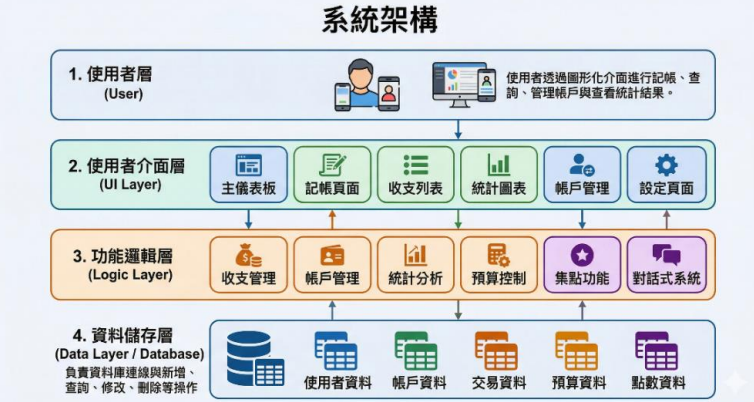 系統架構
1. 使用者層
(User)
使用者透過圖形化介面進行記帳、查
詢、管理帳戶與查看統計結果。
2. 使用者介面層
(UI Layer)
主儀表板
記帳頁面
收支列表
統計圖表
帳戶管理
設定頁面
3. 功能邏輯層
(Logic Layer)
收支管理
帳戶管理
統計分析
預算控制
集點功能
對話式系統
4. 資料儲存層
(Data Layer / Database)
負責資料庫連線與新增、
查詢、修改、刪除等操作
使用者資料
帳戶資料
交易資料
預算資料
點數資料